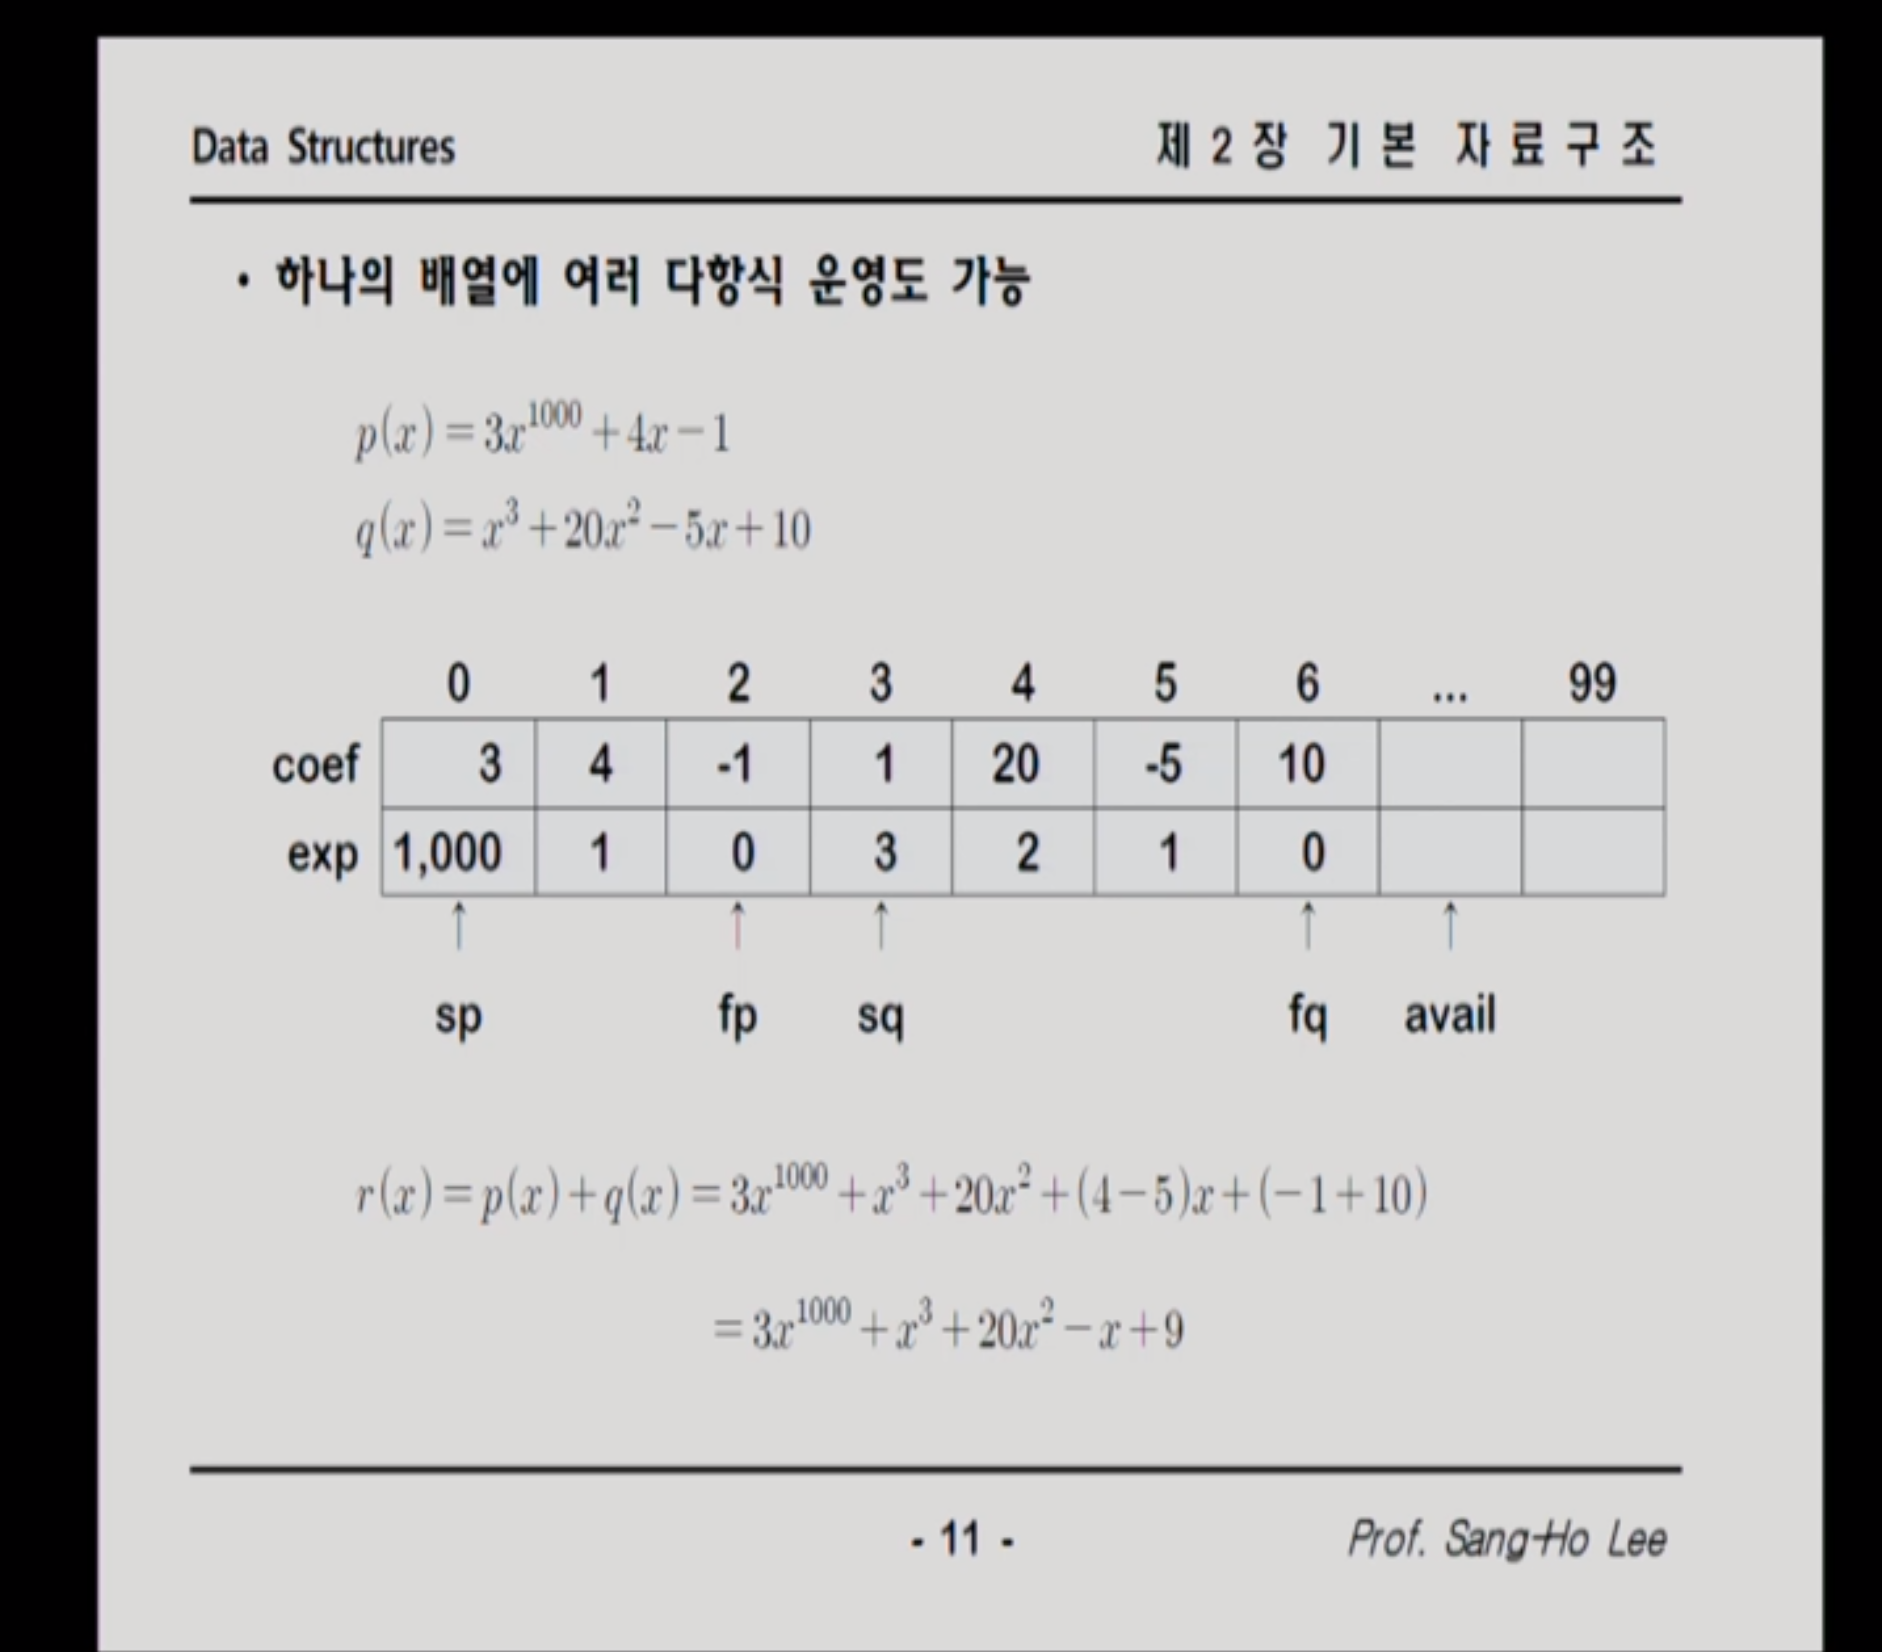 Data Structures 제 2 장 기 본 자 료 구 조
• 하나의 배열에 여러 다항식 운영도 가능
p(x) = 3x^1000 + 4x − 1
q(x) = x^3 + 20x^2 − 5x + 10
0 1 2 3 4 5 6 ... 99
coef 3 4 -1 1 20 -5 10
exp 1,000 1 0 3 2 1 0
↑ ↑ ↑ ↑ ↑
sp fp sq fq avail
r(x) = p(x) + q(x) = 3x^1000 + x^3 + 20x^2 + (4 − 5)x + (−1 + 10)
= 3x^1000 + x^3 + 20x^2 − x + 9
- 11 - Prof. Sang-Ho Lee